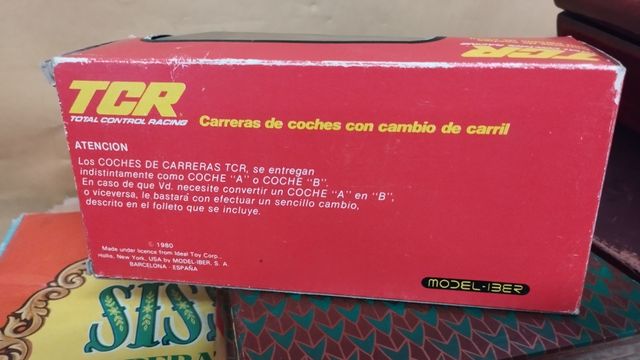 TCR
TCR
TOTAL CONTROL RACING
Carreras de coches con cambio de carril
ATENCION
Los COCHES DE CARRERAS TCR, se entregan
indistintamente como COCHE "A" o COCHE "B".
En caso de que Vd. necesite convertir un COCHE "A" en "B",
o viceversa, le bastará con efectuar un sencillo cambio,
descrito en el folleto que se incluye.
© 1980
Made under licence from Ideal Toy Corp.,
Hollis, New York, USA by MODEL-IBER, S. A.
BARCELONA - ESPAÑA
MODEL-IBER
SIS